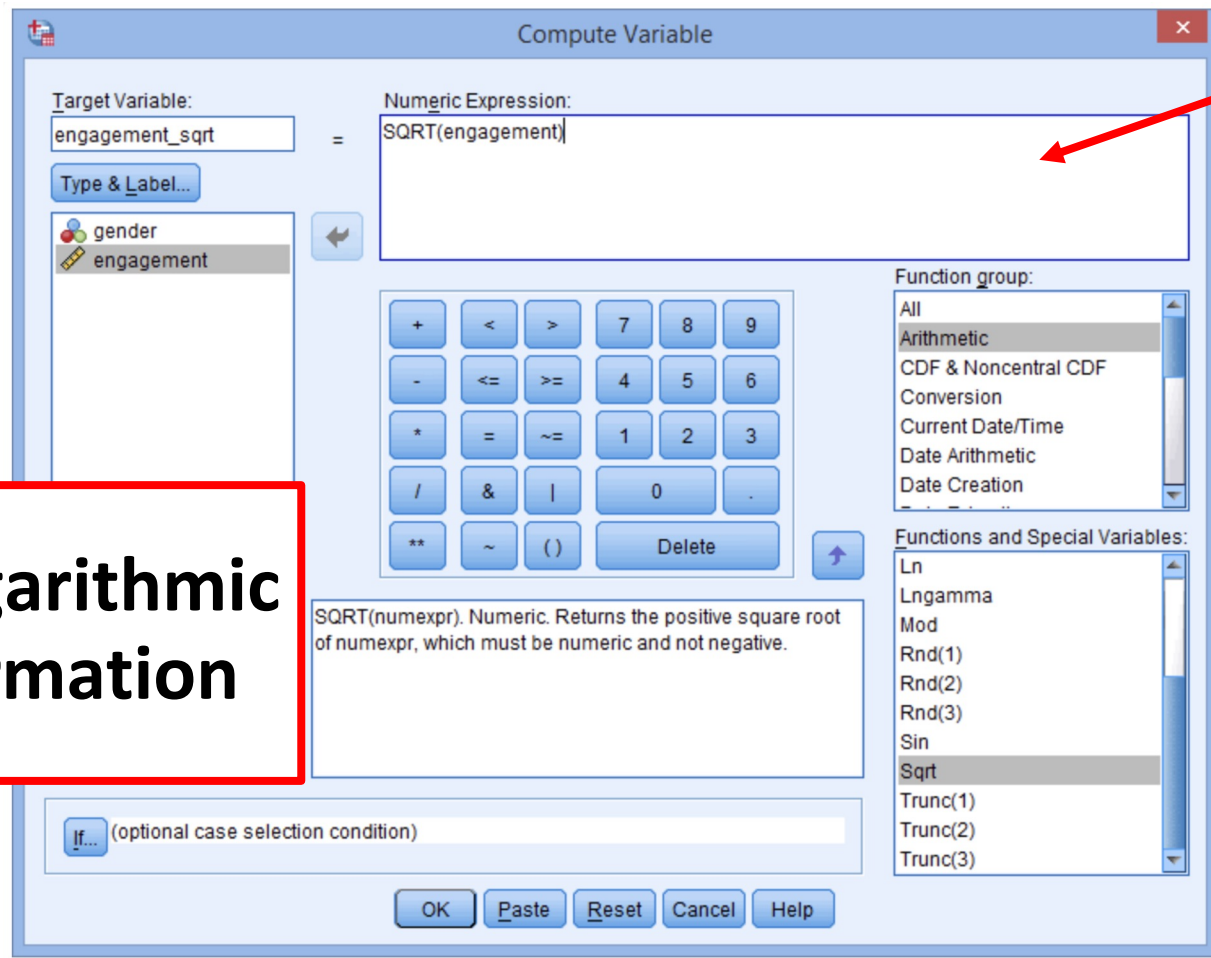 Compute Variable
Target Variable:
Numeric Expression:
engagement_sqrt
=
SQRT(engagement)
Type & Label...
gender
engagement
+ < > 7 8 9
- <= >= 4 5 6
* = ~= 1 2 3
/ & | 0 .
** ~ ( ) Delete
Function group:
All
Arithmetic
CDF & Noncentral CDF
Conversion
Current Date/Time
Date Arithmetic
Date Creation
garithmic
rmation
SQRT(numexpr). Numeric. Returns the positive square root
of numexpr, which must be numeric and not negative.
Functions and Special Variables:
Ln
Lngamma
Mod
Rnd(1)
Rnd(2)
Rnd(3)
Sin
Sqrt
Trunc(1)
Trunc(2)
Trunc(3)
If... (optional case selection condition)
OK Paste Reset Cancel Help